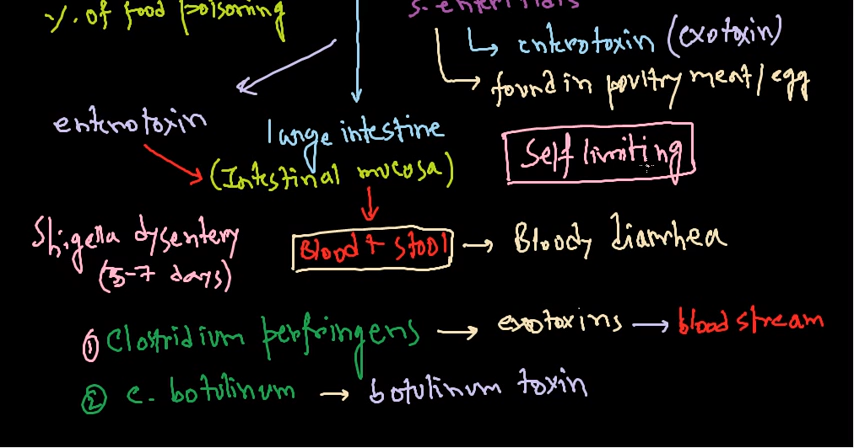 % of food poisoning
S. enteritidis
→ enterotoxin (exotoxin)
→ found in poultry meat/egg
enterotoxin
large intestine
(Intestinal mucosa)
Self limiting
Shigella dysentery
(5-7 days)
Blood + stool → Bloody diarrhea
① Clostridium perfringens → exotoxins → blood stream
② C. botulinum → botulinum toxin